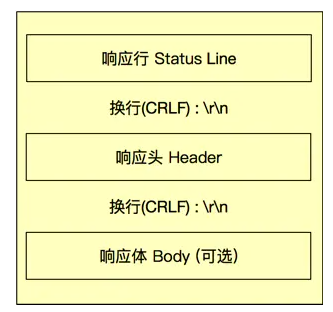 响应行 Status Line
换行(CRLF) : \r\n
响应头 Header
换行(CRLF) : \r\n
响应体 Body (可选)